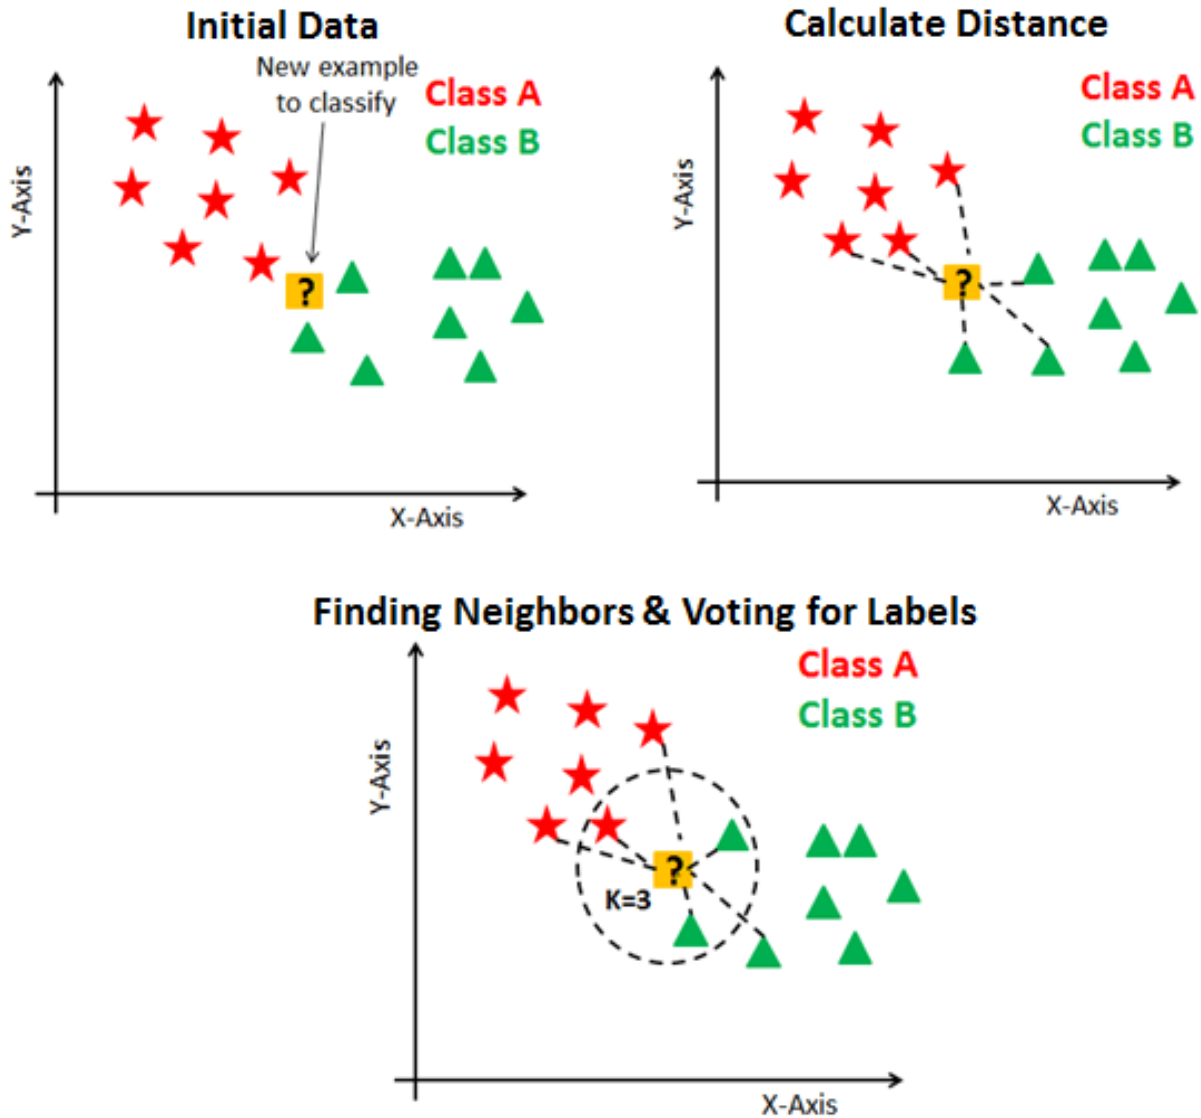 Initial Data
New example
to classify
Class A
Class B
Y-Axis
?
X-Axis
Calculate Distance
Class A
Class B
Y-Axis
?
X-Axis
Finding Neighbors & Voting for Labels
Class A
Class B
Y-Axis
?
K=3
X-Axis